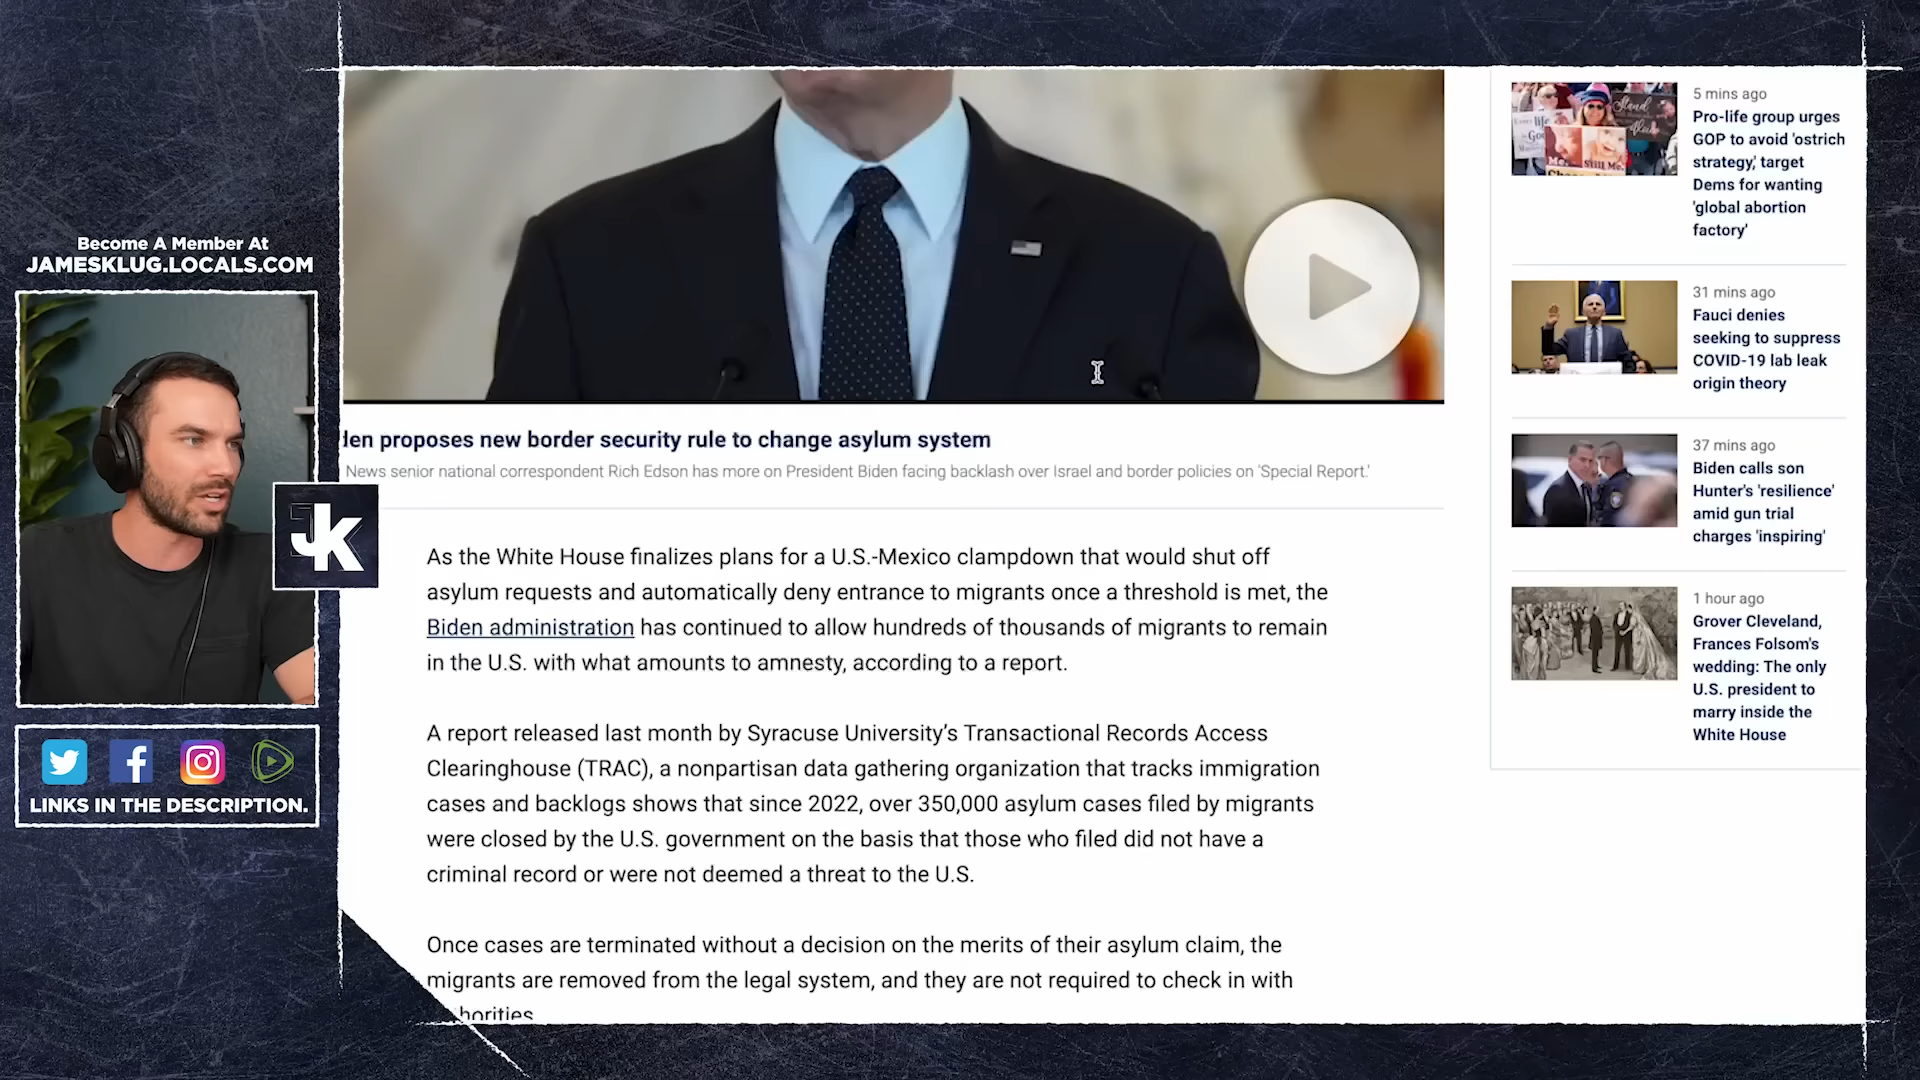 Become A Member At
JAMESKLUG.LOCALS.COM
JK
LINKS IN THE DESCRIPTION.
den proposes new border security rule to change asylum system
News senior national correspondent Rich Edson has more on President Biden facing backlash over Israel and border policies on 'Special Report.'
As the White House finalizes plans for a U.S.-Mexico clampdown that would shut off
asylum requests and automatically deny entrance to migrants once a threshold is met, the
Biden administration has continued to allow hundreds of thousands of migrants to remain
in the U.S. with what amounts to amnesty, according to a report.
A report released last month by Syracuse University’s Transactional Records Access
Clearinghouse (TRAC), a nonpartisan data gathering organization that tracks immigration
cases and backlogs shows that since 2022, over 350,000 asylum cases filed by migrants
were closed by the U.S. government on the basis that those who filed did not have a
criminal record or were not deemed a threat to the U.S.
Once cases are terminated without a decision on the merits of their asylum claim, the
migrants are removed from the legal system, and they are not required to check in with
horities
5 mins ago
Pro-life group urges
GOP to avoid 'ostrich
strategy,' target
Dems for wanting
'global abortion
factory'
31 mins ago
Fauci denies
seeking to suppress
COVID-19 lab leak
origin theory
37 mins ago
Biden calls son
Hunter's 'resilience'
amid gun trial
charges 'inspiring'
1 hour ago
Grover Cleveland,
Frances Folsom's
wedding: The only
U.S. president to
marry inside the
White House
Stand
life
Me.
Still Me.